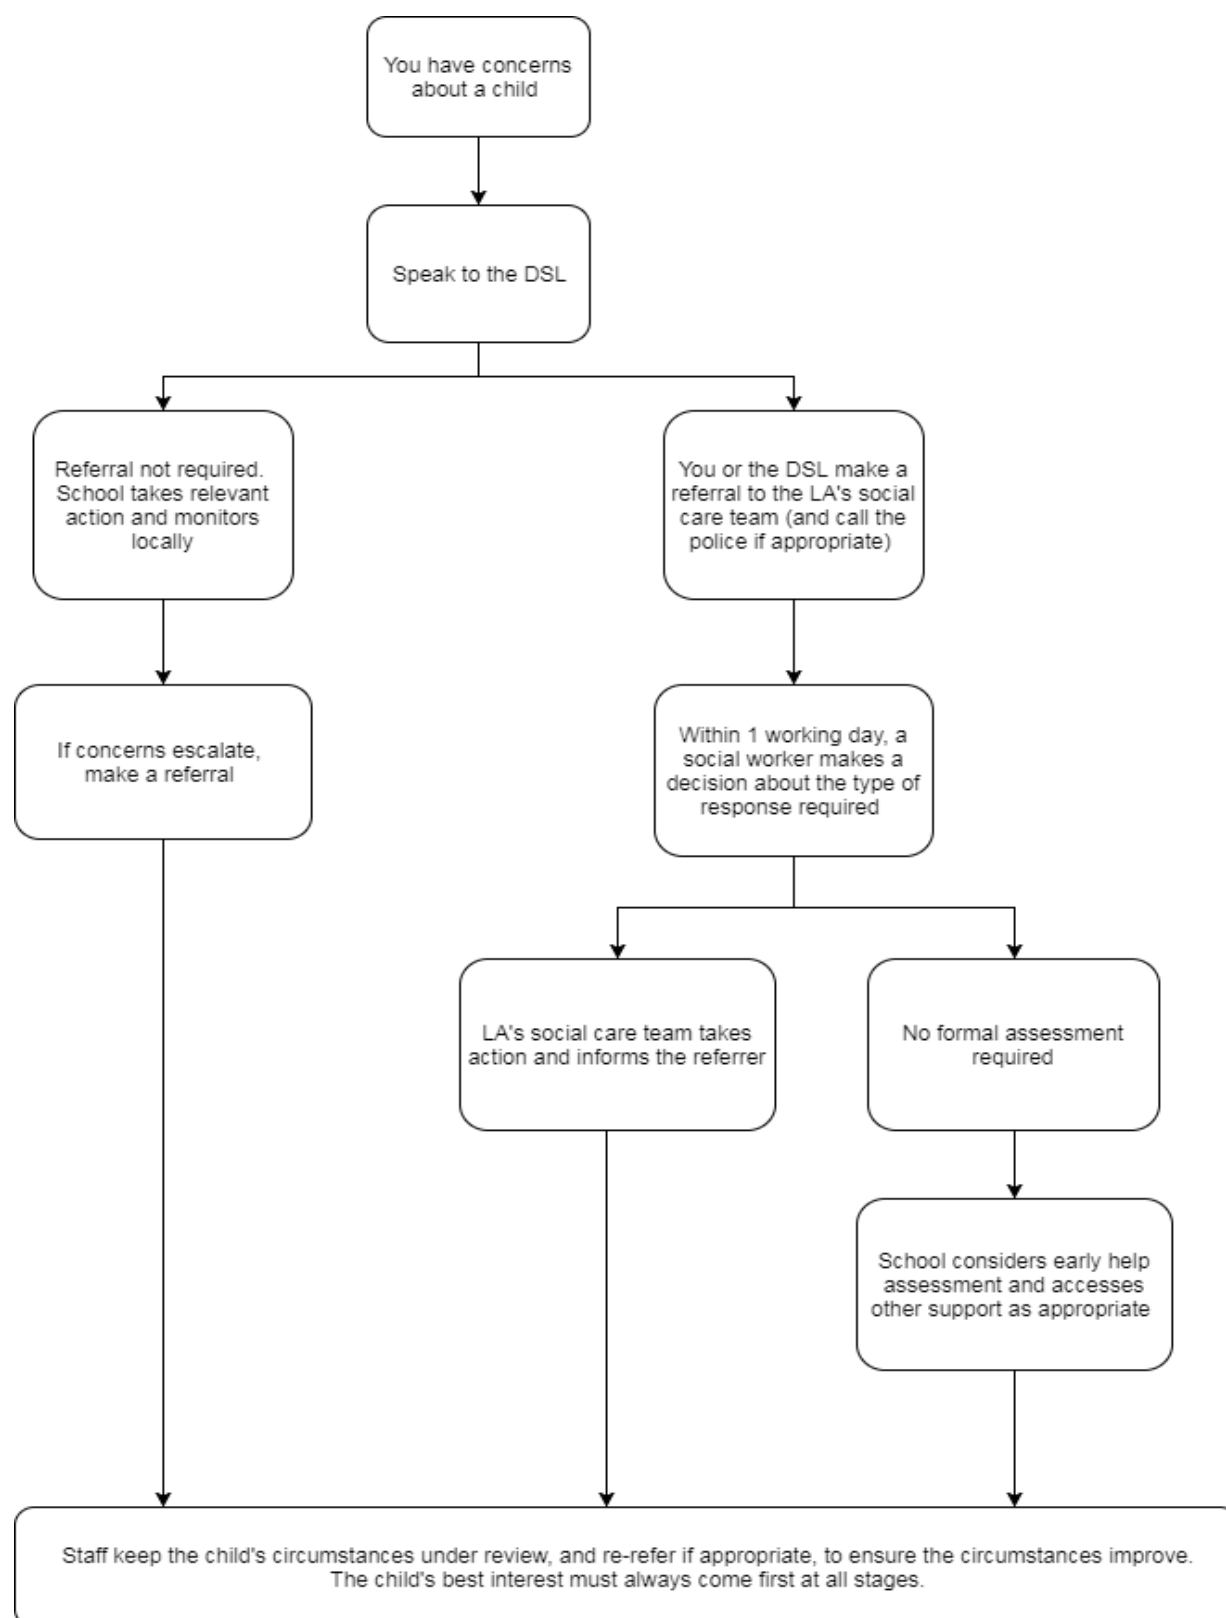 You have concerns
about a child
Speak to the DSL
Referral not required.
School takes relevant
action and monitors
locally
You or the DSL make a
referral to the LA's social
care team (and call the
police if appropriate)
If concerns escalate,
make a referral
Within 1 working day, a
social worker makes a
decision about the type of
response required
LA's social care team takes
action and informs the referrer
No formal assessment
required
School considers early help
assessment and accesses
other support as appropriate
Staff keep the child's circumstances under review, and re-refer if appropriate, to ensure the circumstances improve.
The child's best interest must always come first at all stages.